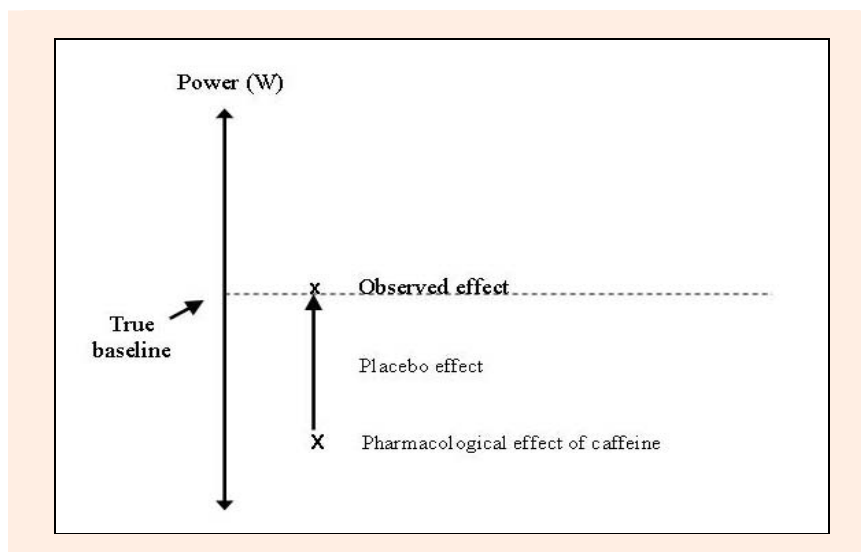 Power (W)
x Observed effect
True
baseline
Placebo effect
X Pharmacological effect of caffeine